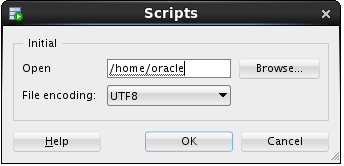 Scripts
Initial
Open /home/oracle Browse...
File encoding: UTF8
Help OK Cancel